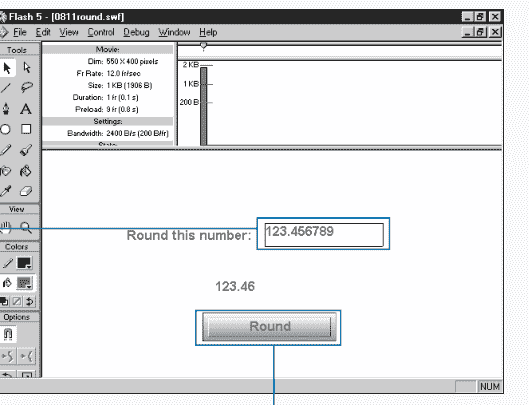 Flash 5 - [0811round.swf]
File Edit View Control Debug Window Help
Tools
Movie:
Dim: 550 X 400 pixels
Fr Rate: 12.0 fr/sec
Size: 1 KB (1906 B)
Duration: 1 fr (0.1 s)
Preload: 9 fr (0.8 s)
Settings:
Bandwidth: 2400 B/s (200 B/fr)
State:
2 KB
1 KB
200 B
View
Colors
Options
Round this number: 123.456789
123.46
Round
NUM